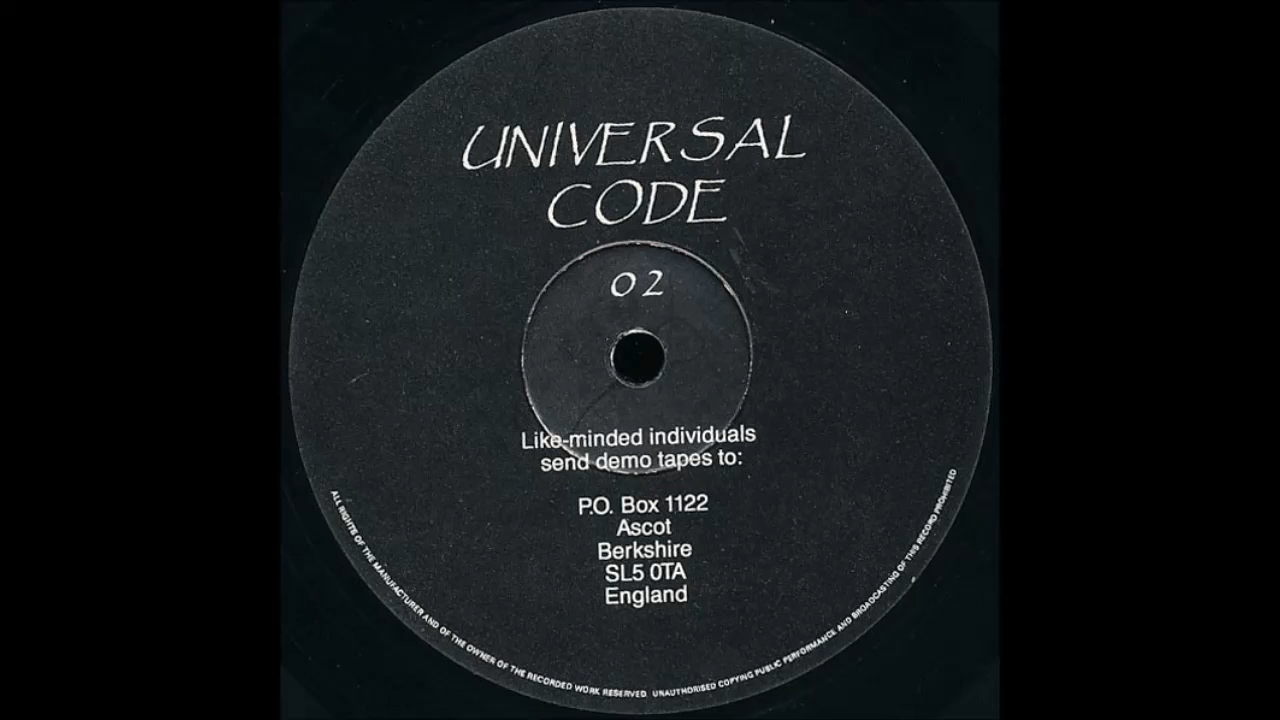 UNIVERSAL
CODE
02
Like-minded individuals
send demo tapes to:
P.O. Box 1122
Ascot
Berkshire
SL5 0TA
England
ALL RIGHTS OF THE MANUFACTURER AND OF THE OWNER OF THE RECORDED WORK RESERVED. UNAUTHORISED COPYING PUBLIC PERFORMANCE AND BROADCASTING OF THIS RECORD PROHIBITED